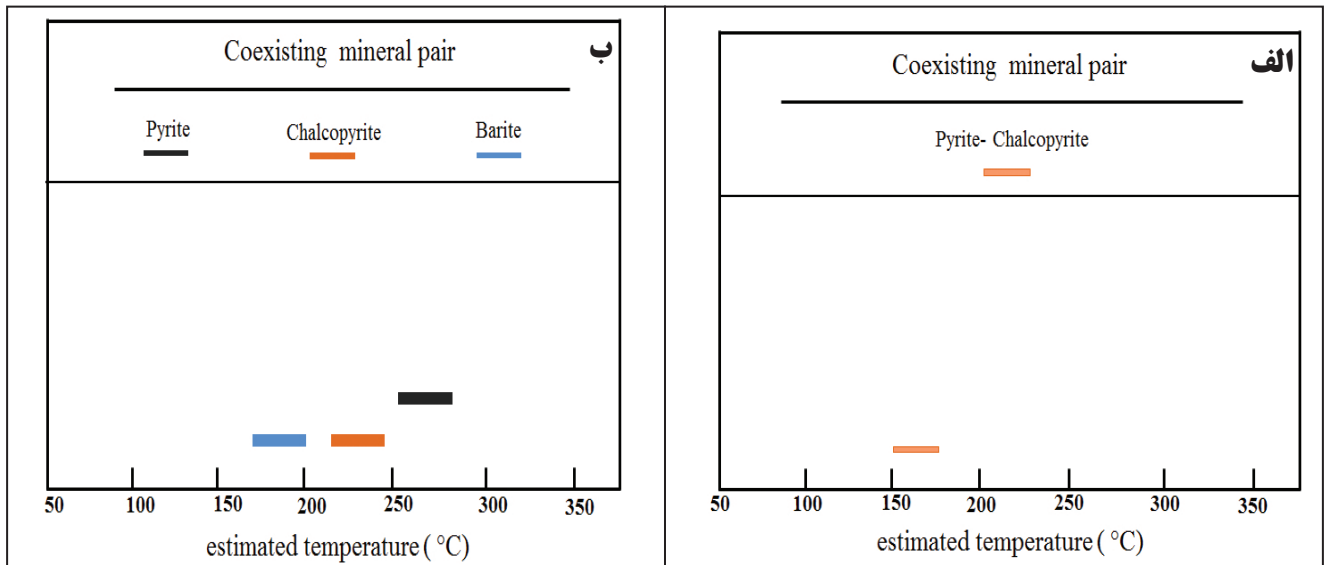 ب
Coexisting mineral pair
Pyrite Chalcopyrite Barite
50 100 150 200 250 300 350
estimated temperature ( °C)
الف
Coexisting mineral pair
Pyrite- Chalcopyrite
50 100 150 200 250 300 350
estimated temperature ( °C)